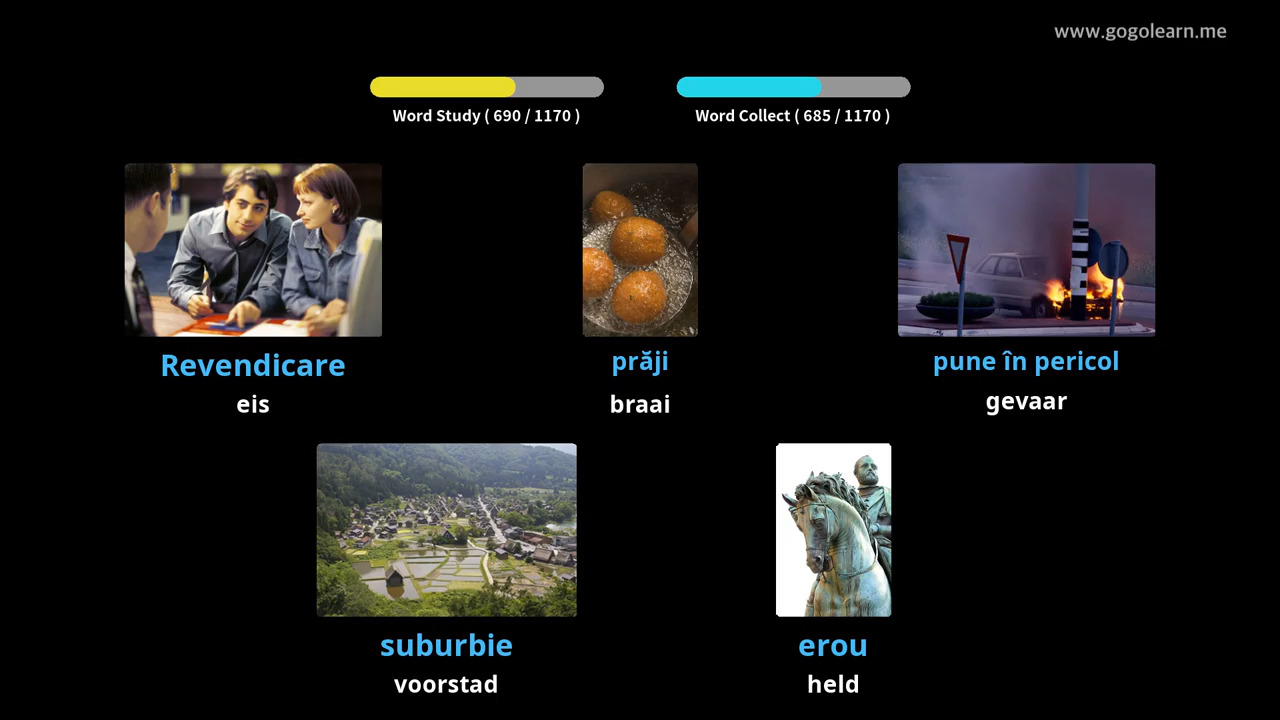 www.gogolearn.me
Word Study ( 690 / 1170 )
Word Collect ( 685 / 1170 )
Revendicare
eis
prăji
braai
pune în pericol
gevaar
suburbie
voorstad
erou
held